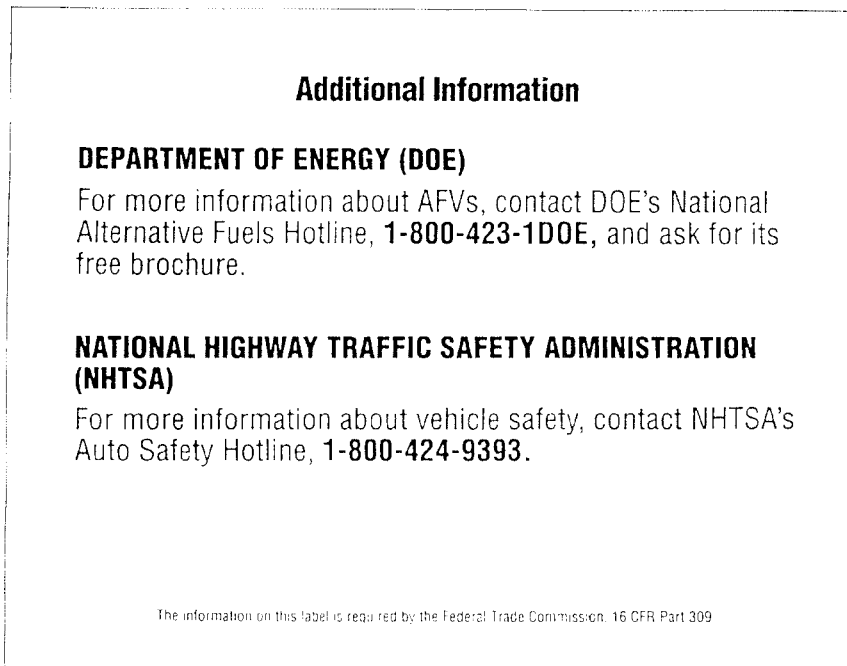 Additional Information
DEPARTMENT OF ENERGY (DOE)
For more information about AFVs, contact DOE's National
Alternative Fuels Hotline, 1-800-423-1DOE, and ask for its
free brochure.
NATIONAL HIGHWAY TRAFFIC SAFETY ADMINISTRATION
(NHTSA)
For more information about vehicle safety, contact NHTSA's
Auto Safety Hotline, 1-800-424-9393.
The information on this label is required by the Federal Trade Commission. 16 CFR Part 309